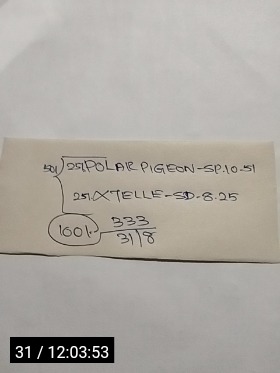 50%/25%POLAR PIGEON-SP.10-51
25%XTELLE-SD-8.25
100%- 333
31/18
31 / 12:03:53